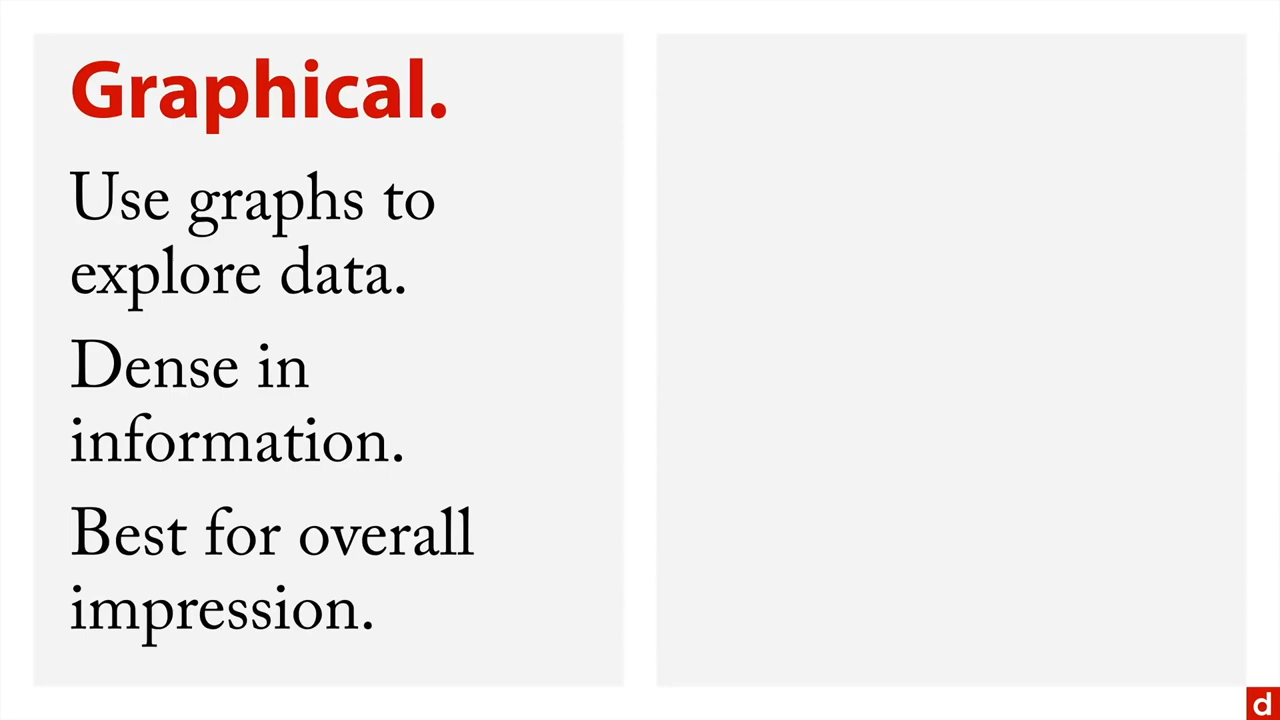 Graphical.
Use graphs to
explore data.
Dense in
information.
Best for overall
impression.
d